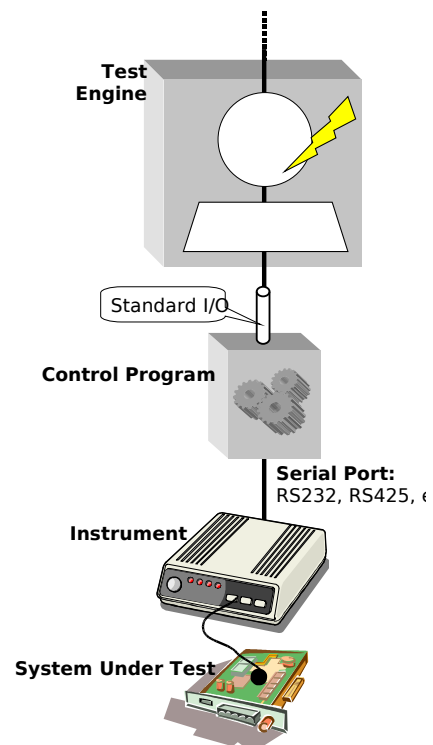 Test
Engine
Standard I/O
Control Program
Serial Port:
RS232, RS425, e
Instrument
System Under Test